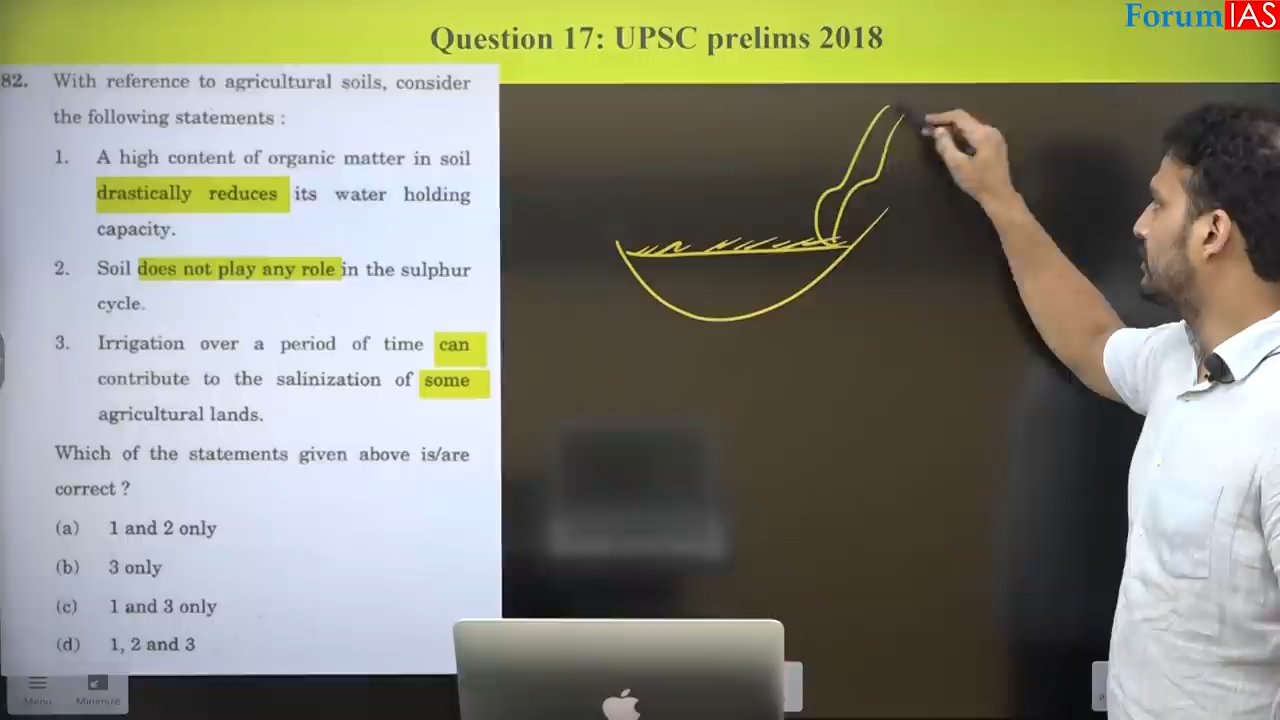 ForumIAS
Question 17: UPSC prelims 2018
82. With reference to agricultural soils, consider
the following statements :
1. A high content of organic matter in soil
drastically reduces its water holding
capacity.
2. Soil does not play any role in the sulphur
cycle.
3. Irrigation over a period of time can
contribute to the salinization of some
agricultural lands.
Which of the statements given above is/are
correct ?
(a) 1 and 2 only
(b) 3 only
(c) 1 and 3 only
(d) 1, 2 and 3
Menu
Minimize